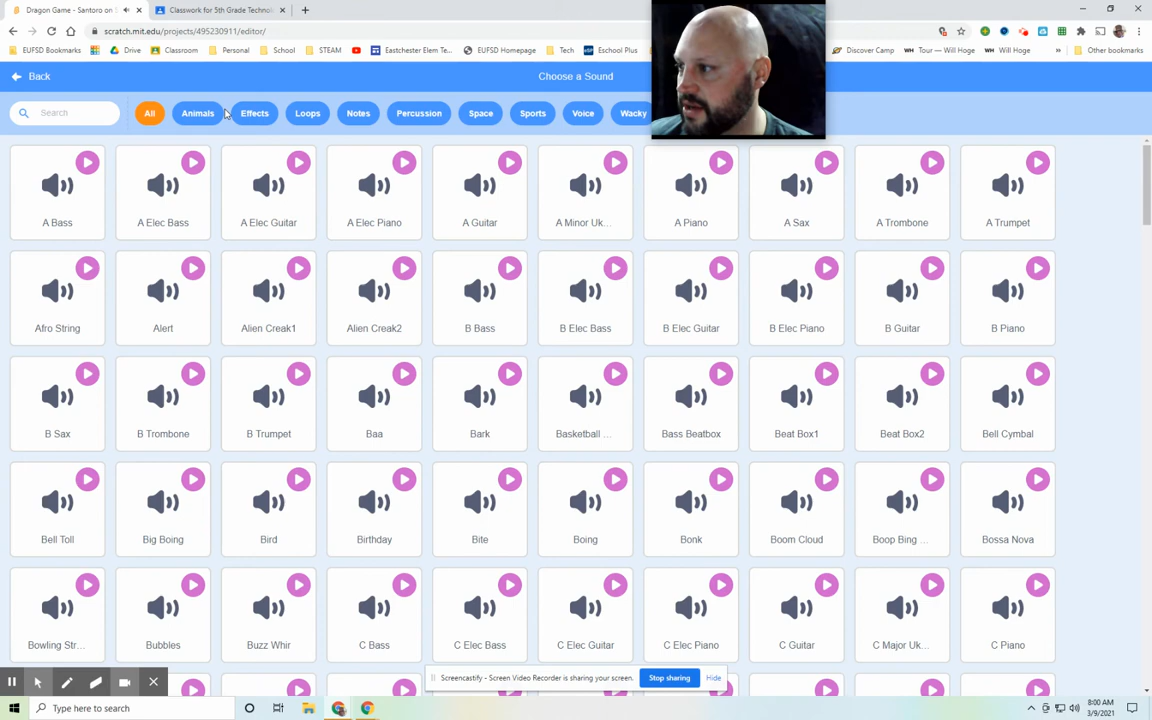 Dragon Game - Santoro on S
Classwork for 5th Grade Technol
scratch.mit.edu/projects/495230911/editor/
EUFSD Bookmarks
Drive
Classroom
Personal
School
STEAM
Eastchester Elem Te...
EUFSD Homepage
Tech
Eschool Plus
Discover Camp
WH Tour — Will Hoge
WH Will Hoge
Other bookmarks
Back
Choose a Sound
Search
All
Animals
Effects
Loops
Notes
Percussion
Space
Sports
Voice
Wacky
A Bass
A Elec Bass
A Elec Guitar
A Elec Piano
A Guitar
A Minor Uk...
A Piano
A Sax
A Trombone
A Trumpet
Afro String
Alert
Alien Creak1
Alien Creak2
B Bass
B Elec Bass
B Elec Guitar
B Elec Piano
B Guitar
B Piano
B Sax
B Trombone
B Trumpet
Baa
Bark
Basketball ...
Bass Beatbox
Beat Box1
Beat Box2
Bell Cymbal
Bell Toll
Big Boing
Bird
Birthday
Bite
Boing
Bonk
Boom Cloud
Boop Bing ...
Bossa Nova
Bowling Str...
Bubbles
Buzz Whir
C Bass
C Elec Bass
C Elec Guitar
C Elec Piano
C Guitar
C Major Uk...
C Piano
Screencastify - Screen Video Recorder is sharing your screen.
Stop sharing
Hide
Type here to search
8:00 AM
3/9/2021